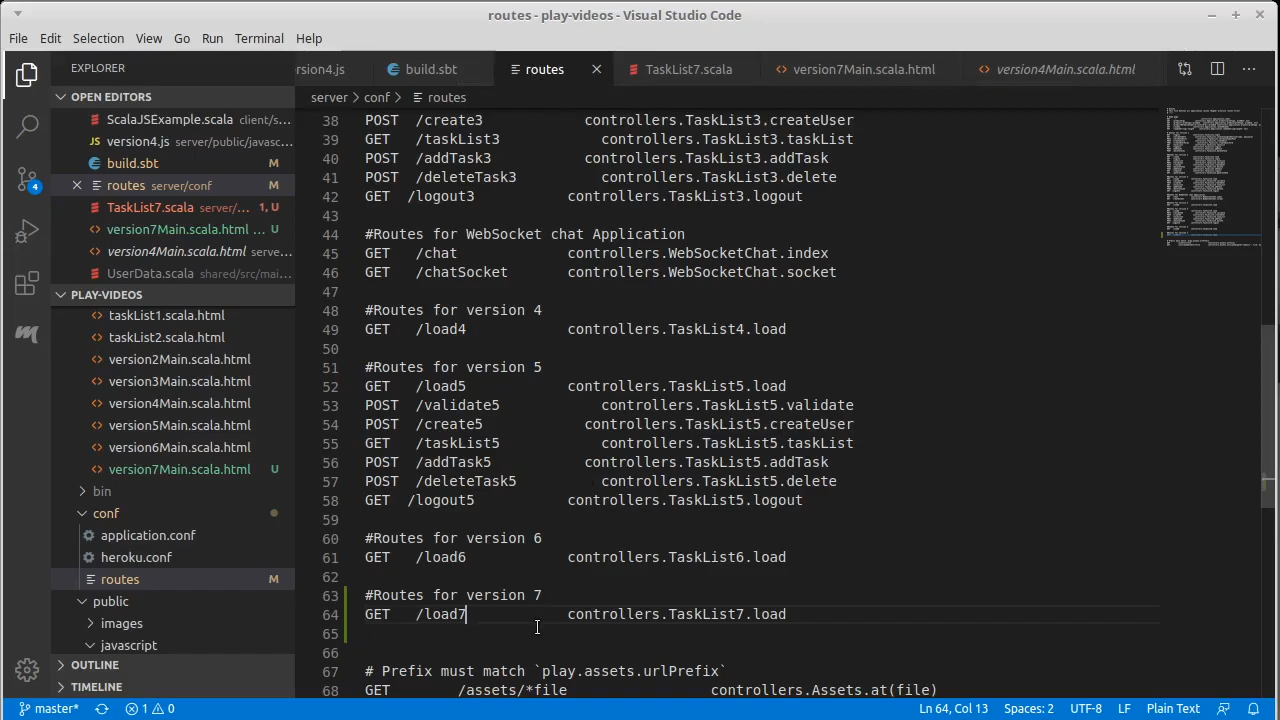 routes - play-videos - Visual Studio Code
File Edit Selection View Go Run Terminal Help
EXPLORER
rsion4.js build.sbt routes TaskList7.scala version7Main.scala.html version4Main.scala.html
OPEN EDITORS
server > conf > routes
ScalaJSExample.scala client/s...
version4.js server/public/javasc...
build.sbt M
routes server/conf M
TaskList7.scala server/... 1, U
version7Main.scala.html ... U
version4Main.scala.html serve...
UserData.scala shared/src/mai...
PLAY-VIDEOS
taskList1.scala.html
taskList2.scala.html
version2Main.scala.html
version3Main.scala.html
version4Main.scala.html
version5Main.scala.html
version6Main.scala.html
version7Main.scala.html U
bin
conf
application.conf
heroku.conf
routes M
public
images
javascript
OUTLINE
TIMELINE
38 POST /creat3 controllers.TaskList3.createUser
39 GET /taskLl3 controllers.TaskList3.taskList
40 POST /addTask3 controllers.TaskList3.addTask
41 POST /deleteTask3 controllers.TaskList3.delete
42 GET /logout3 controllers.TaskList3.logout
43
44 #Routes for WebSocket chat Application
45 GET /chat controllers.WebSocketChat.index
46 GET /chatSocket controllers.WebSocketChat.socket
47
48 #Routes for version 4
49 GET /load4 controllers.TaskList4.load
50
51 #Routes for version 5
52 GET /load5 controllers.TaskList5.load
53 POST /validate5 controllers.TaskList5.validate
54 POST /create5 controllers.TaskList5.createUser
55 GET /taskList5 controllers.TaskList5.taskList
56 POST /addTask5 controllers.TaskList5.addTask
57 POST /deleteTask5 controllers.TaskList5.delete
58 GET /logout5 controllers.TaskList5.logout
59
60 #Routes for version 6
61 GET /load6 controllers.TaskList6.load
62
63 #Routes for version 7
64 GET /load7 controllers.TaskList7.load
65
66
67 # Prefix must match `play.assets.urlPrefix`
68 GET /assets/*file controllers.Assets.at(file)
4
master* 1 0 Ln 64, Col 13 Spaces: 2 UTF-8 LF Plain Text